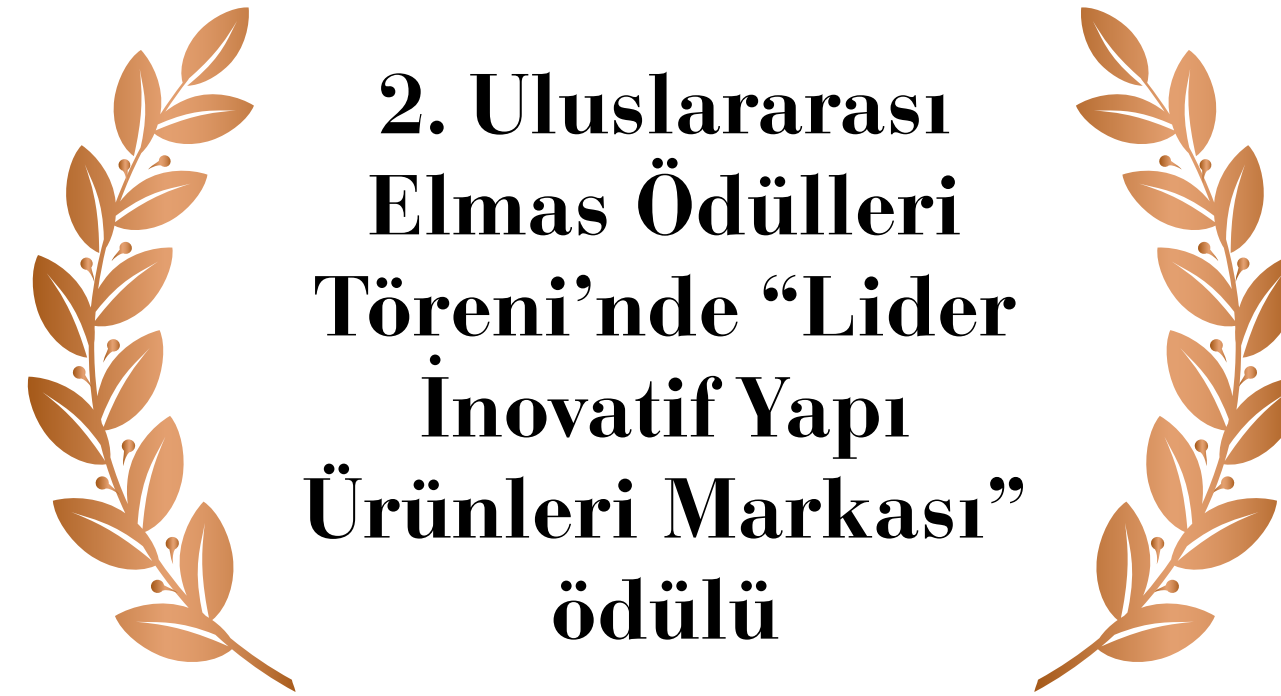 2. Uluslararası
Elmas Ödülleri
Töreni’nde “Lider
İnovatif Yapı
Ürünleri Markası”
ödülü